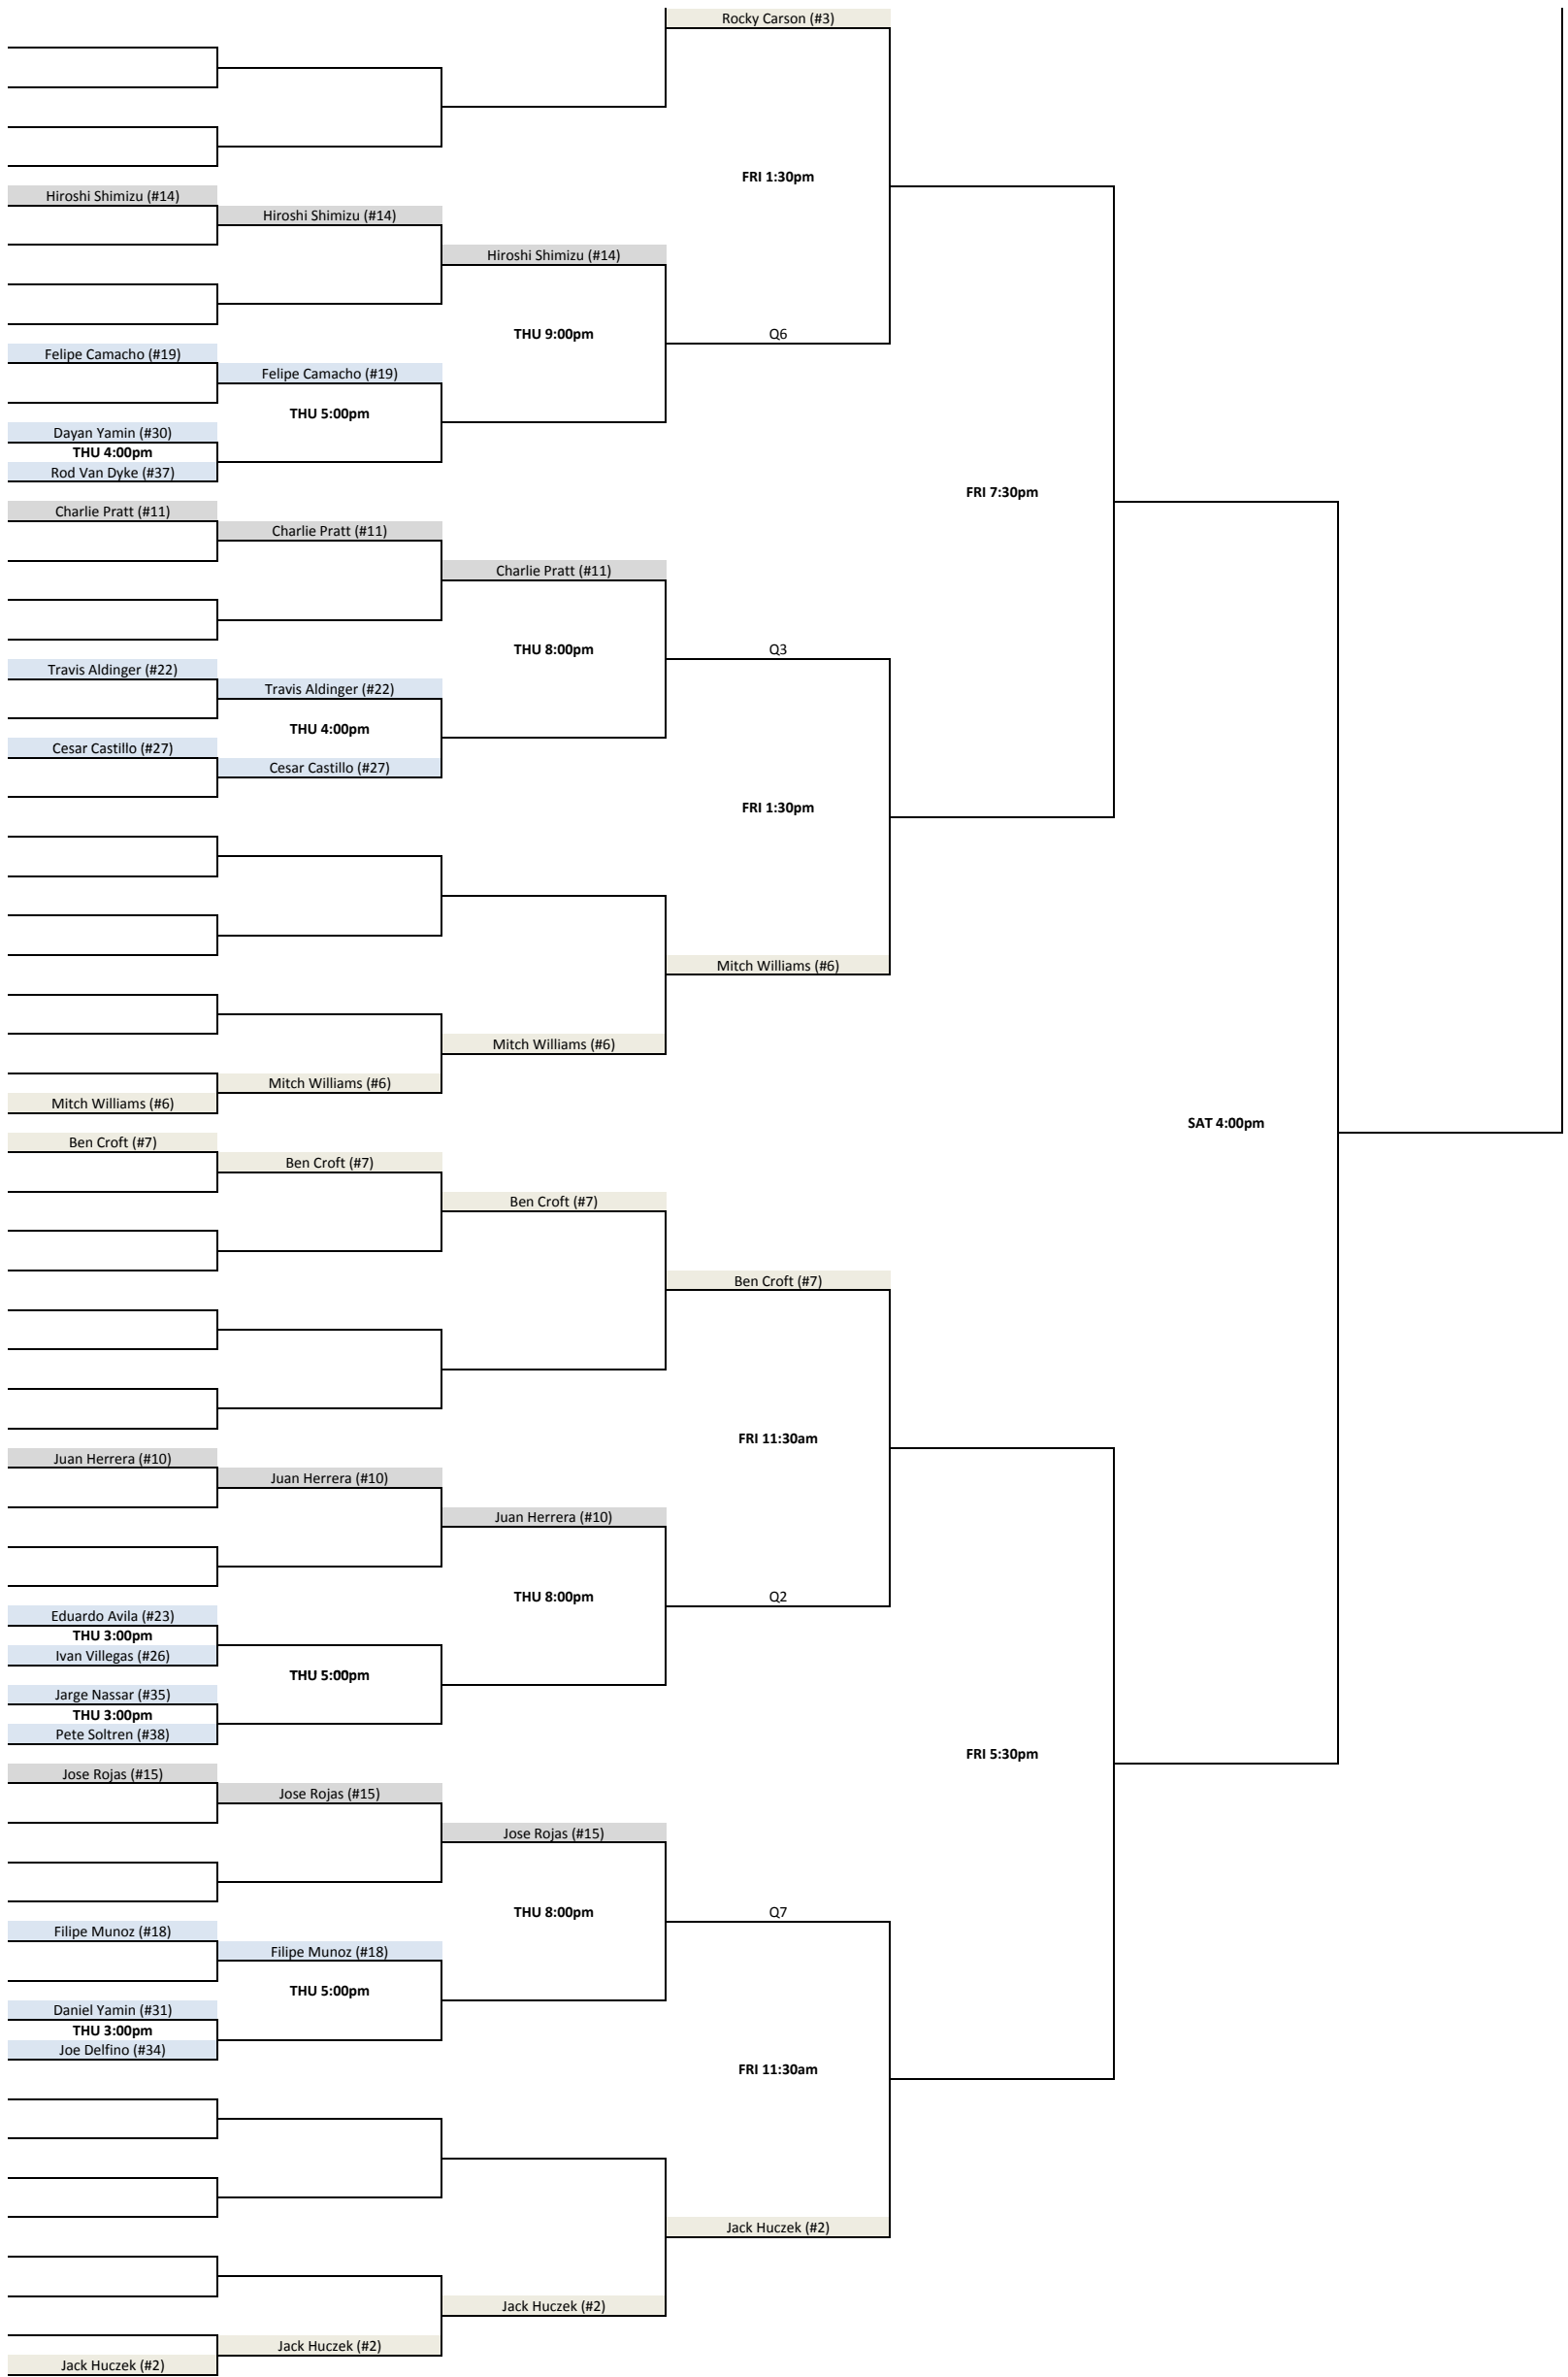 Rocky Carson (#3)
FRI 1:30pm
Hiroshi Shimizu (#14)
Hiroshi Shimizu (#14)
Hiroshi Shimizu (#14)
THU 9:00pm
Q6
Felipe Camacho (#19)
Felipe Camacho (#19)
THU 5:00pm
Dayan Yamin (#30)
THU 4:00pm
Rod Van Dyke (#37)
FRI 7:30pm
Charlie Pratt (#11)
Charlie Pratt (#11)
Charlie Pratt (#11)
THU 8:00pm
Q3
Travis Aldinger (#22)
Travis Aldinger (#22)
THU 4:00pm
Cesar Castillo (#27)
Cesar Castillo (#27)
FRI 1:30pm
Mitch Williams (#6)
Mitch Williams (#6)
Mitch Williams (#6)
Mitch Williams (#6)
SAT 4:00pm
Ben Croft (#7)
Ben Croft (#7)
Ben Croft (#7)
Ben Croft (#7)
FRI 11:30am
Juan Herrera (#10)
Juan Herrera (#10)
Juan Herrera (#10)
THU 8:00pm
Q2
Eduardo Avila (#23)
THU 3:00pm
Ivan Villegas (#26)
THU 5:00pm
Jarge Nassar (#35)
THU 3:00pm
Pete Soltren (#38)
FRI 5:30pm
Jose Rojas (#15)
Jose Rojas (#15)
Jose Rojas (#15)
THU 8:00pm
Q7
Filipe Munoz (#18)
Filipe Munoz (#18)
THU 5:00pm
Daniel Yamin (#31)
THU 3:00pm
Joe Delfino (#34)
FRI 11:30am
Jack Huczek (#2)
Jack Huczek (#2)
Jack Huczek (#2)
Jack Huczek (#2)